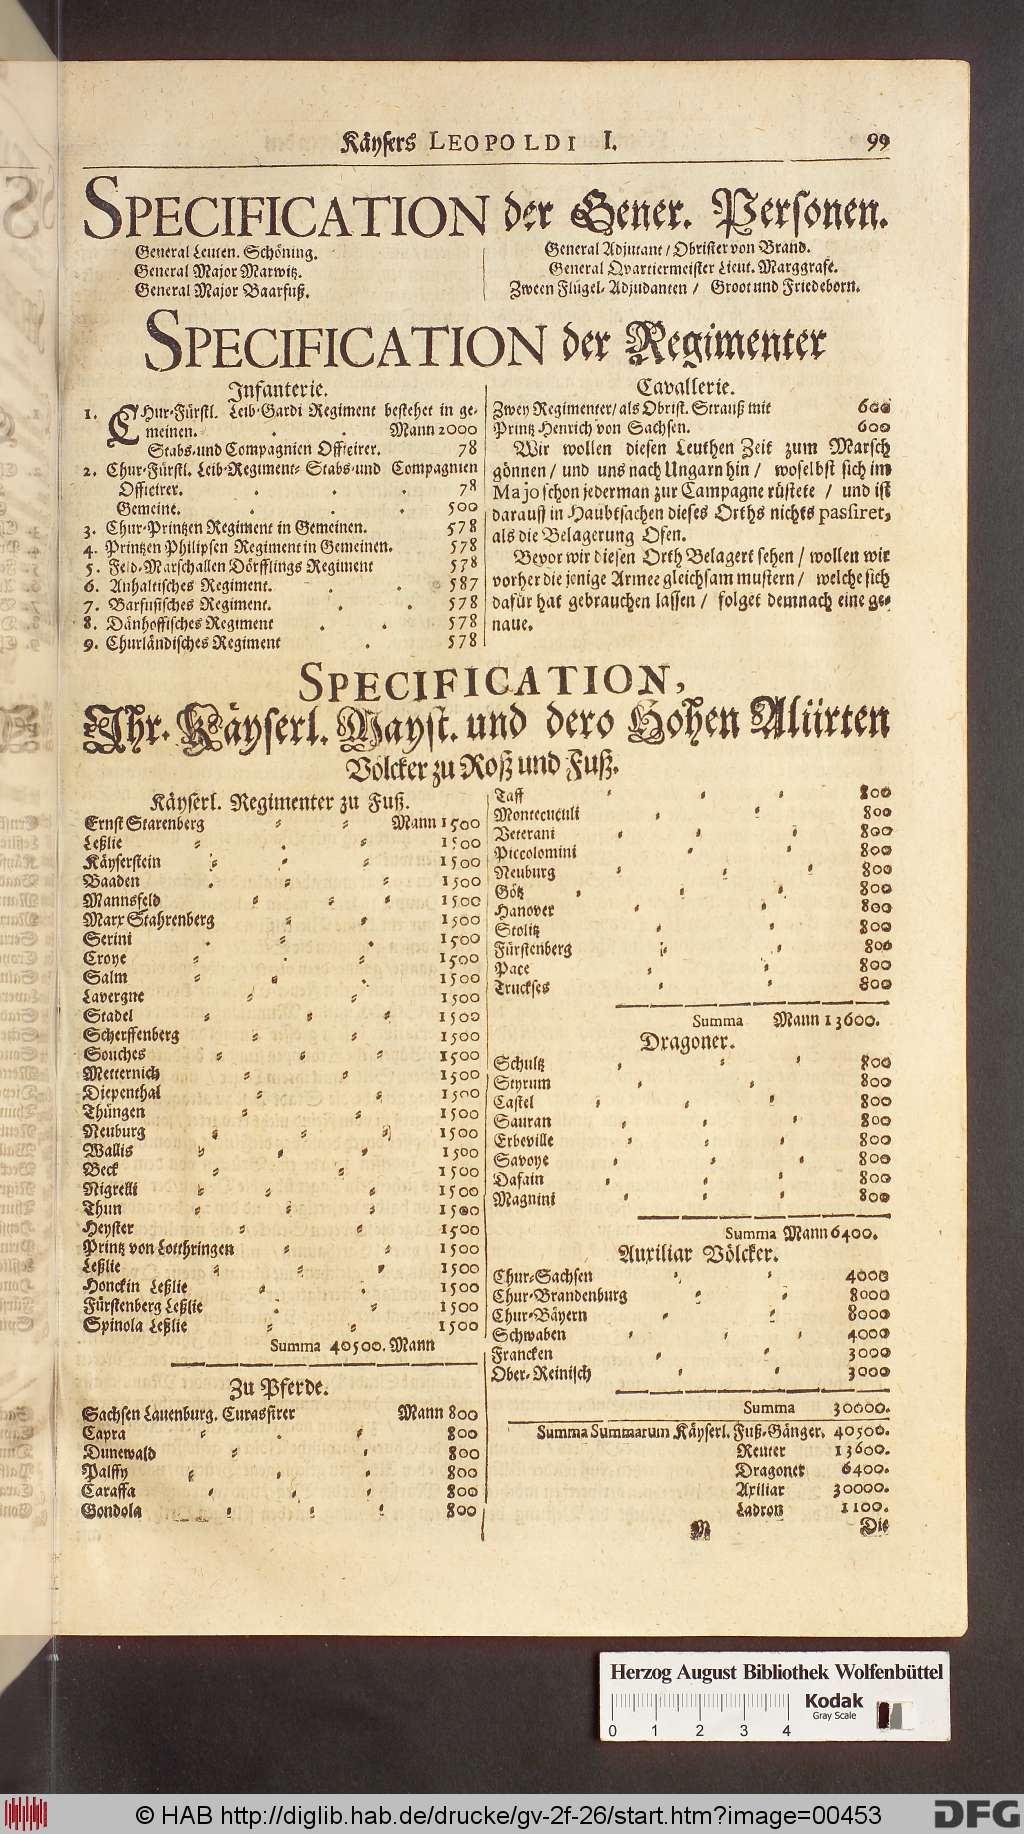 Käysers LEOPOLDI I. 99
SPECIFICATION der Gener. Personen.
General Leuten. Schöning.
General Major Marwitz.
General Major Baarfuß.
General Adjutant / Obrister von Brand.
General Qvartiermeister Lieut. Marggrafe.
Zween Flügel-Adjudanten / Groot und Friedeborn.
SPECIFICATION der Regimenter
Infanterie.
1. CHur-Fürstl. Leib-Gardi Regiment bestehet in ge-
meinen. Mann 2000
Stabs-und Compagnien Officirer. 78
2. Chur-Fürstl. Leib-Regiment-Stabs-und Compagnien
Officirer. 78
Gemeine. 500
3. Chur-Printzen Regiment in Gemeinen. 578
4. Printzen Philipsen Regiment in Gemeinen. 578
5. Feld-Marschallen Dörfflings Regiment 578
6. Anhaltisches Regiment. 587
7. Barfusisches Regiment. 578
8. Dänhoffisches Regiment 578
9. Churländisches Regiment 578
Cavallerie.
Zwey Regimenter / als Obrist. Strauß mit 600
Printz Henrich von Sachsen. 600
Wir wollen diesen Leuthen Zeit zum Marsch
gönnen / und uns nach Ungarn hin / woselbst sich im
Majo schon jederman zur Campagne rüstete / und ist
darauff in Haubtsachen dieses Orths nichts passiret,
als die Belagerung Ofen.
Bevor wir diesen Orth Belagert sehen / wollen wir
vorher die jenige Armee gleichsam mustern / welche sich
dafür hat gebrauchen lassen / folget demnach eine ge-
naue.
SPECIFICATION,
Ihr. Käyserl. Mayst. und dero Hohen Aliirten
Völcker zu Roß und Fuß.
Käyserl. Regimenter zu Fuß.
Ernst Starenberg Mann 1500
Leßlie 1500
Käyserstein 1500
Baaden 1500
Mannsfeld 1500
Marx Stahrenberg 1500
Serini 1500
Croye 1500
Salm 1500
Lavergne 1500
Stadel 1500
Scherffenberg 1500
Souches 1500
Metternich 1500
Diepenthal 1500
Thüngen 1500
Neuburg 1500
Wallis 1500
Beck 1500
Nigrelli 1500
Thun 1500
Heyster 1500
Printz von Lotthringen 1500
Leßlie 1500
Honckin Leßlie 1500
Fürstenberg Leßlie 1500
Spinola Leßlie 1500
Summa 40500. Mann
Zu Pferde.
Sachsen Lauenburg. Curassirer Mann 800
Capra 800
Dunewald 800
Palffy 800
Caraffa 800
Gondola 800
Taff 800
Montecuculi 800
Veterani 800
Piccolomini 800
Neuburg 800
Götz 800
Hanover 800
Stolitz 800
Fürstenberg 800
Pace 800
Truckses 800
Summa Mann 13600.
Dragoner.
Schultz 800
Styrum 800
Castel 800
Sauran 800
Erbeville 800
Savoye 800
Dafain 800
Magnini 800
Summa Mann 6400.
Auxiliar Völcker.
Chur-Sachsen 4000
Chur-Brandenburg 8000
Chur-Bäyern 8000
Schwaben 4000
Francken 3000
Ober-Reinisch 3000
Summa 30000.
Summa Summarum Käyserl. Fuß-Gänger, 40500.
Reuter 13600.
Dragoner 6400.
Axiliar 30000.
Ladron 1100.
N Die
Herzog August Bibliothek Wolfenbüttel
0 1 2 3 4
Kodak
Gray Scale
© HAB http://diglib.hab.de/drucke/gv-2f-26/start.htm?image=00453
DFG